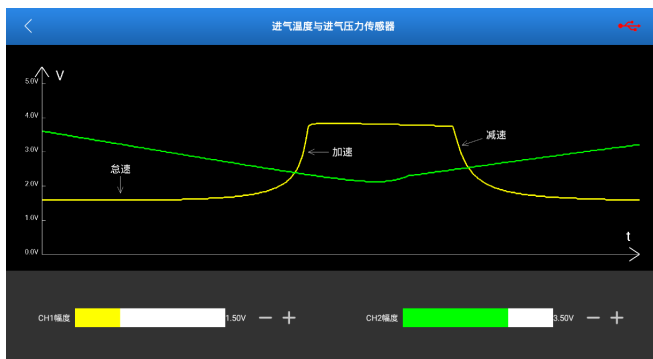 进气温度与进气压力传感器
V
5.0V
4.0V
3.0V
2.0V
1.0V
0.0V
怠速
加速
减速
t
CH1幅度 1.50V
CH2幅度 3.50V